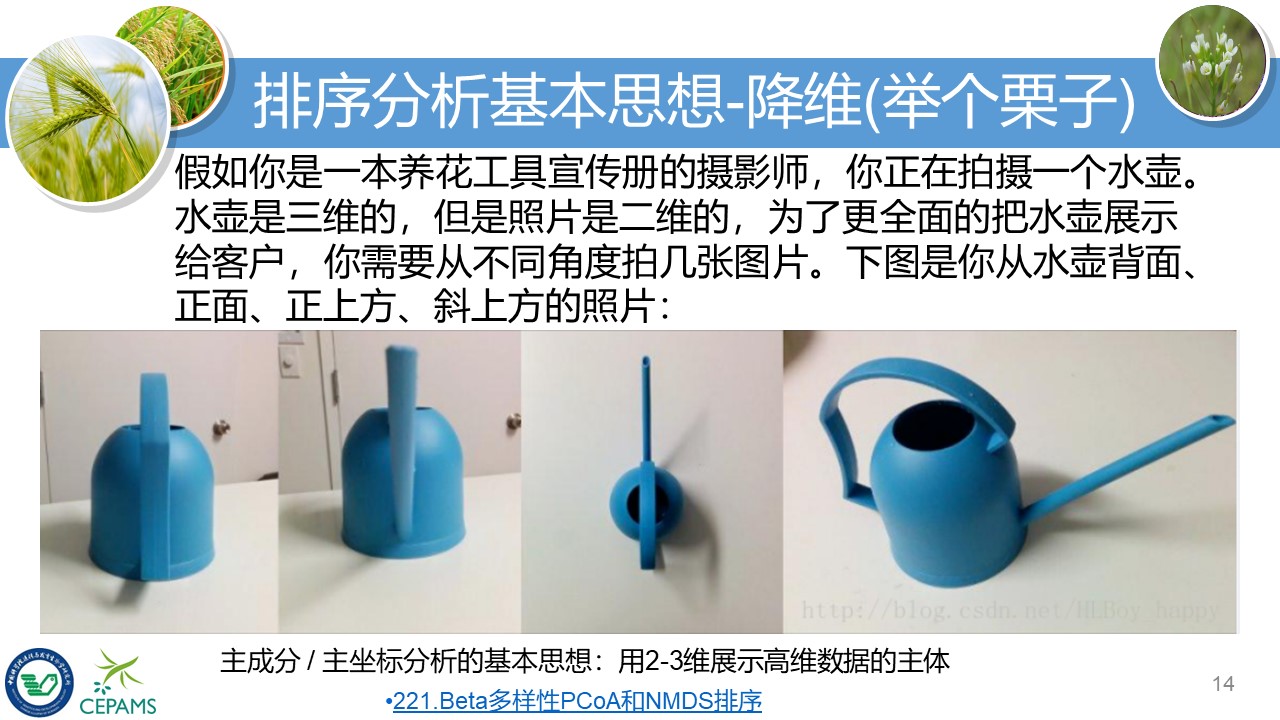 排序分析基本思想-降维(举个栗子)
假如你是一本养花工具宣传册的摄影师，你正在拍摄一个水壶。
水壶是三维的，但是照片是二维的，为了更全面的把水壶展示
给客户，你需要从不同角度拍几张图片。下图是你从水壶背面、
正面、正上方、斜上方的照片：
http://blog.csdn.net/HLBoy_happy
主成分 / 主坐标分析的基本思想：用2-3维展示高维数据的主体
•221.Beta多样性PCoA和NMDS排序
CEPAMS
14